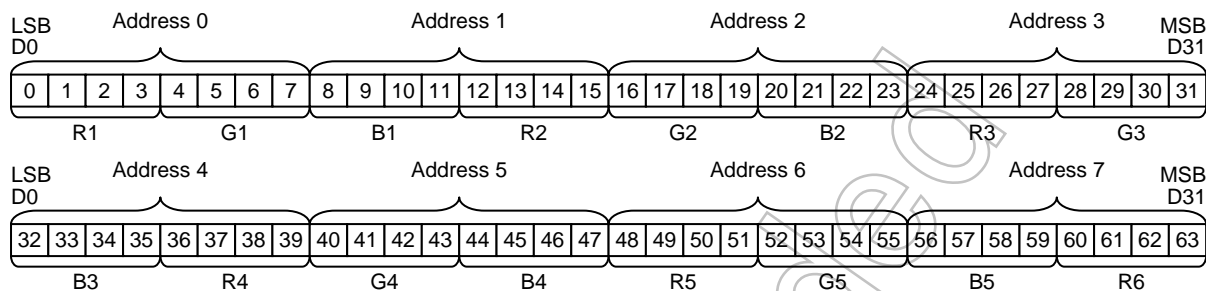 LSB Address 0 Address 1 Address 2 Address 3 MSB
D0 D31
0 1 2 3 4 5 6 7 8 9 10 11 12 13 14 15 16 17 18 19 20 21 22 23 24 25 26 27 28 29 30 31
R1 G1 B1 R2 G2 B2 R3 G3
LSB Address 4 Address 5 Address 6 Address 7 MSB
D0 D31
32 33 34 35 36 37 38 39 40 41 42 43 44 45 46 47 48 49 50 51 52 53 54 55 56 57 58 59 60 61 62 63
B3 R4 G4 B4 R5 G5 B5 R6